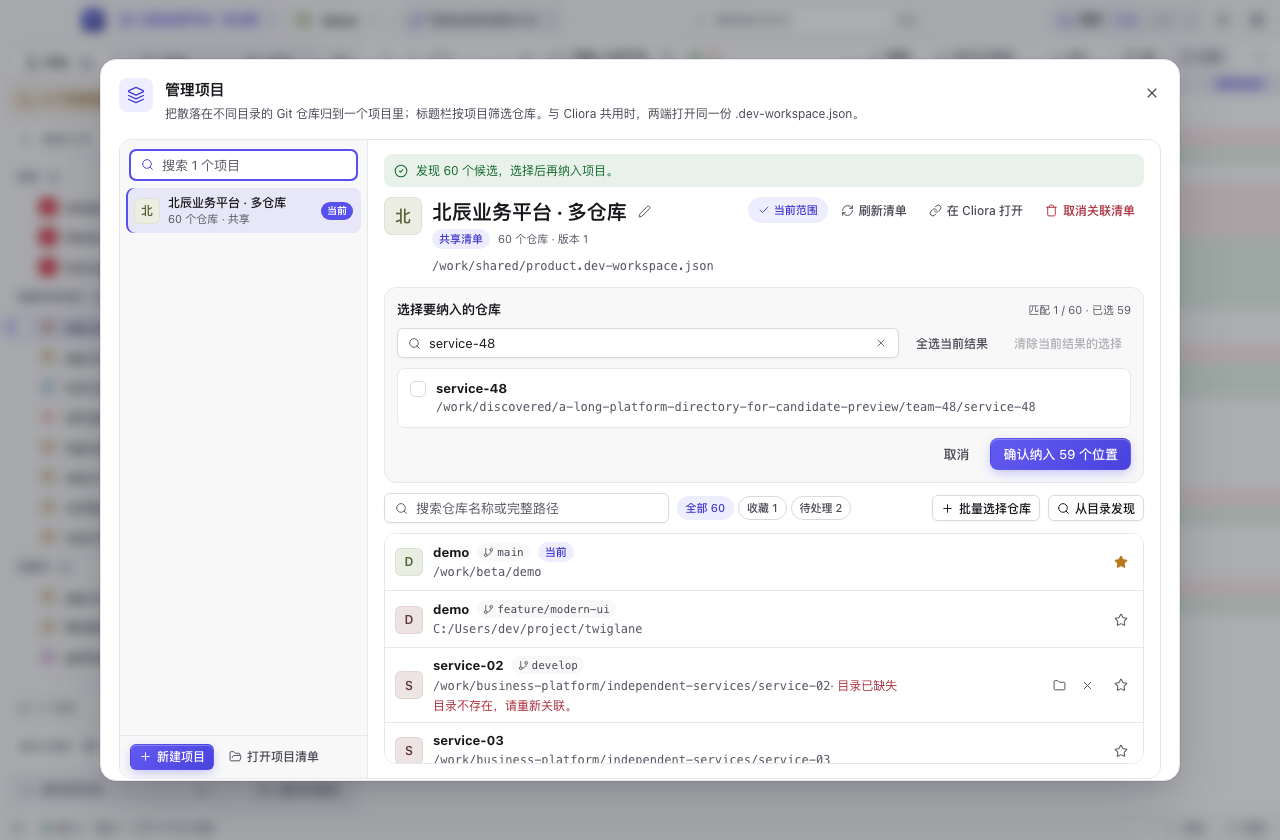 管理项目
把散落在不同目录的 Git 仓库归到一个项目里；标题栏按项目筛选仓库。与 Cliora 共用时，两端打开同一份 .dev-workspace.json。
搜索 1 个项目
北
北辰业务平台 · 多仓库
60 个仓库 · 共享
当前
新建项目
打开项目清单
发现 60 个候选，选择后再纳入项目。
北
北辰业务平台 · 多仓库
当前范围
刷新清单
在 Cliora 打开
取消关联清单
共享清单
60 个仓库 · 版本 1
/work/shared/product.dev-workspace.json
选择要纳入的仓库
匹配 1 / 60 · 已选 59
service-48
全选当前结果
清除当前结果的选择
service-48
/work/discovered/a-long-platform-directory-for-candidate-preview/team-48/service-48
取消
确认纳入 59 个位置
搜索仓库名称或完整路径
全部 60
收藏 1
待处理 2
批量选择仓库
从目录发现
D
demo
main
当前
/work/beta/demo
D
demo
feature/modern-ui
C:/Users/dev/project/twiglane
S
service-02
develop
/work/business-platform/independent-services/service-02· 目录已缺失
目录不存在，请重新关联。
S
service-03
/work/business-platform/independent-services/service-03